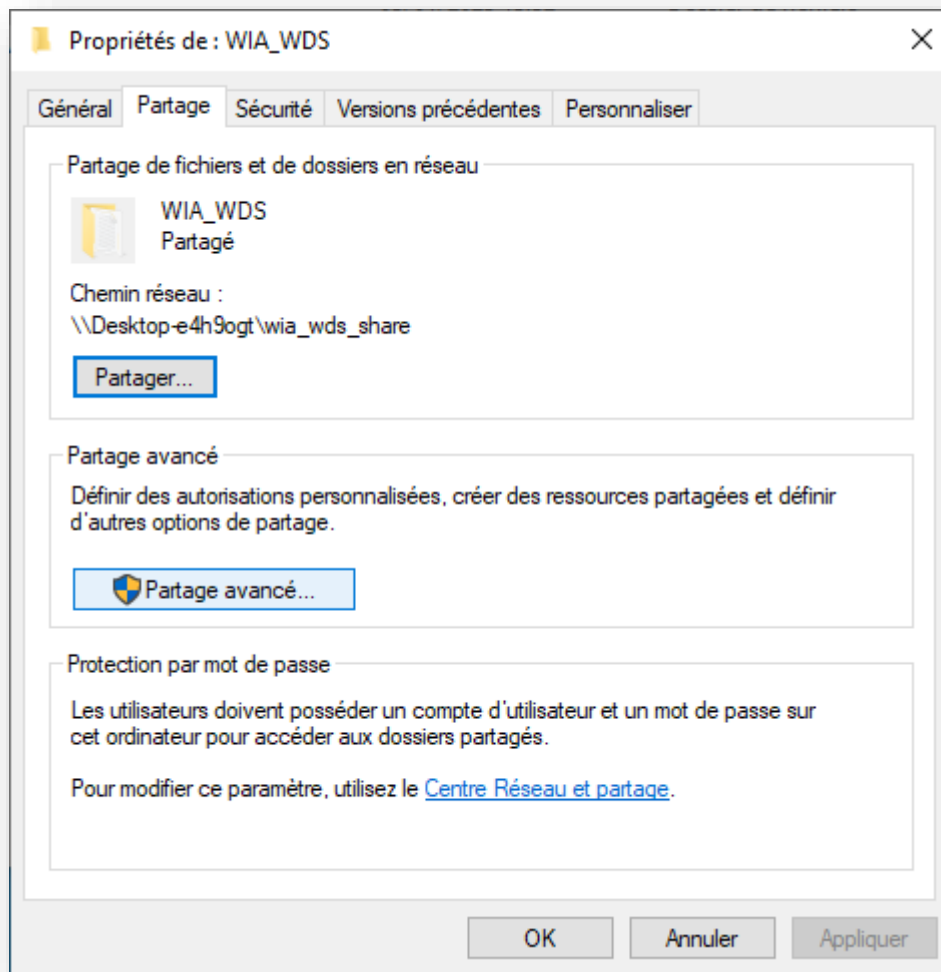 Propriétés de : WIA_WDS
Général Partage Sécurité Versions précédentes Personnaliser
Partage de fichiers et de dossiers en réseau
WIA_WDS
Partagé
Chemin réseau :
\\Desktop-e4h9ogt\wia_wds_share
Partager...
Partage avancé
Définir des autorisations personnalisées, créer des ressources partagées et définir
d'autres options de partage.
Partage avancé...
Protection par mot de passe
Les utilisateurs doivent posséder un compte d'utilisateur et un mot de passe sur
cet ordinateur pour accéder aux dossiers partagés.
Pour modifier ce paramètre, utilisez le Centre Réseau et partage.
OK Annuler Appliquer